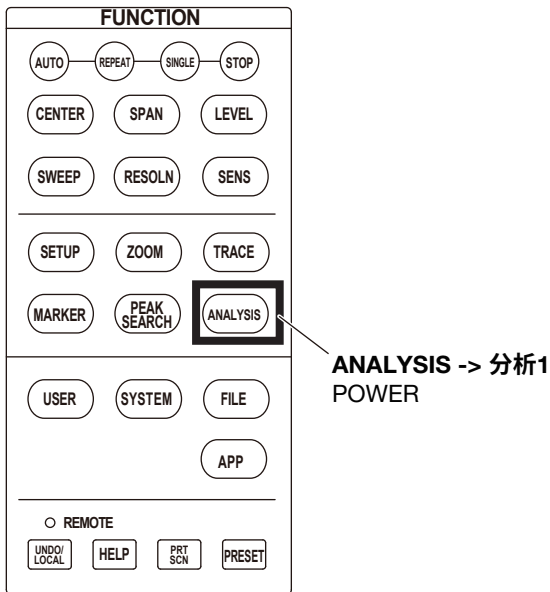 FUNCTION
AUTO REPEAT SINGLE STOP
CENTER SPAN LEVEL
SWEEP RESOLN SENS
SETUP ZOOM TRACE
MARKER PEAK SEARCH ANALYSIS
ANALYSIS -> 分析1
POWER
USER SYSTEM FILE
APP
REMOTE
UNDO/LOCAL HELP PRT SCN PRESET